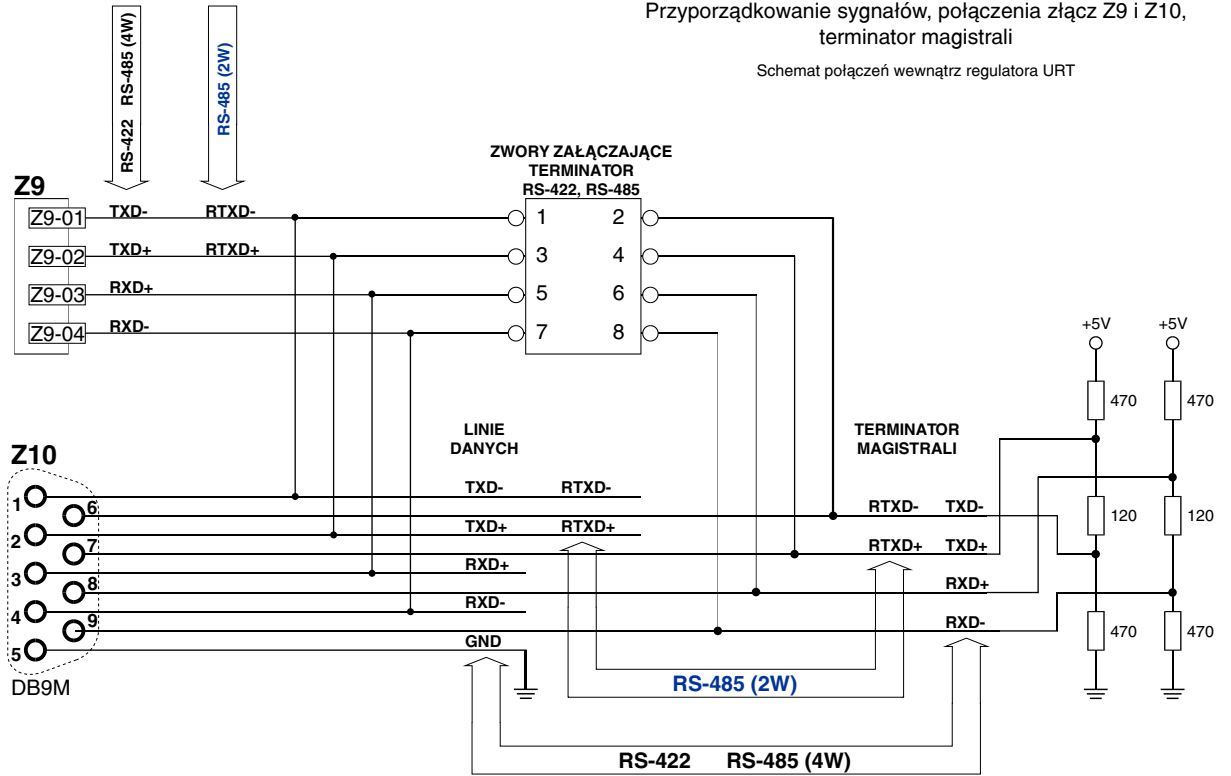 Przyporządkowanie sygnałów, połączenia złącz Z9 i Z10,
terminator magistrali
Schemat połączeń wewnątrz regulatora URT
RS-422 RS-485 (4W)
RS-485 (2W)
ZWORY ZAŁĄCZAJĄCE
TERMINATOR
RS-422, RS-485
Z9
Z9-01 TXD- RTXD- 1 2
Z9-02 TXD+ RTXD+ 3 4
Z9-03 RXD+ 5 6
Z9-04 RXD- 7 8
+5V +5V
470 470
LINIE
DANYCH
TERMINATOR
MAGISTRALI
Z10
1 TXD- RTXD-
6 RTXD- TXD-
120 120
2 TXD+ RTXD+
7 RTXD+ TXD+
3 RXD+
8 RXD+
4 RXD-
9 RXD-
470 470
5 GND
DB9M
RS-485 (2W)
RS-422 RS-485 (4W)